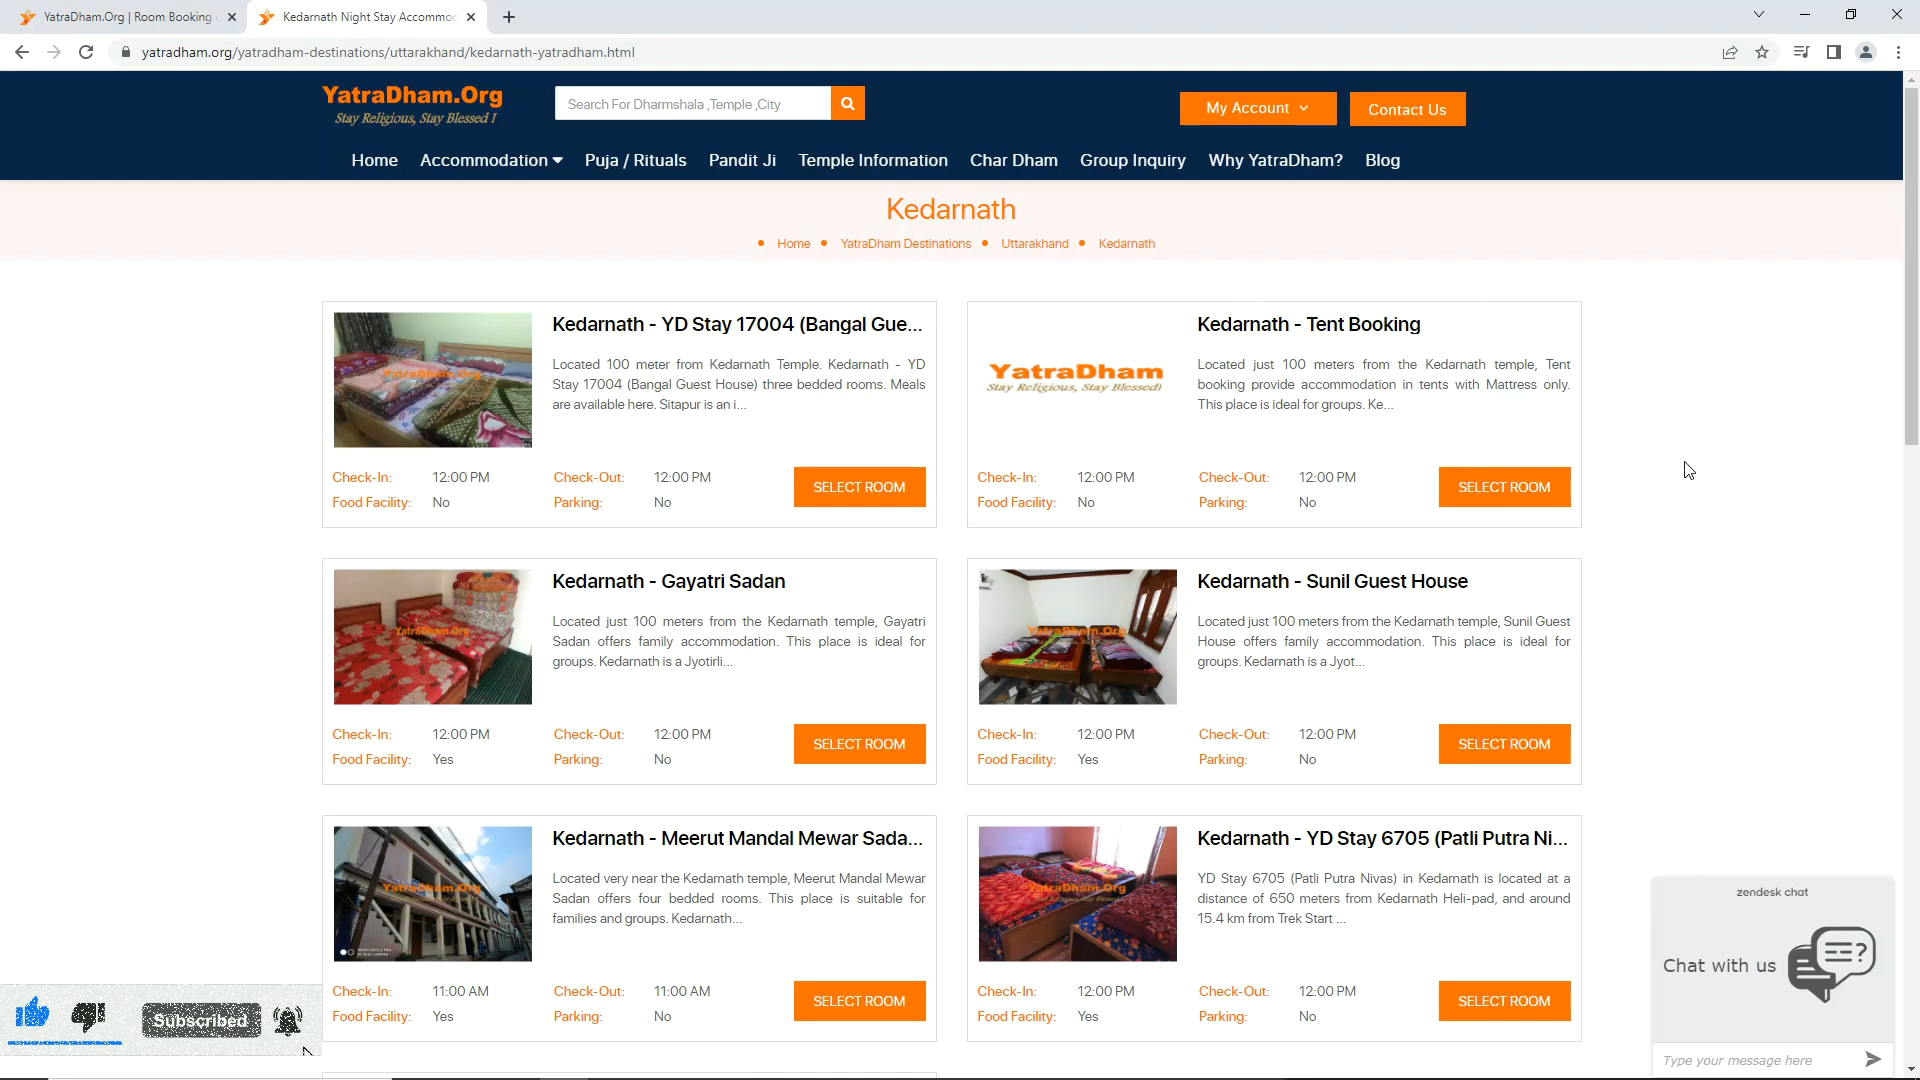 YatraDham.Org | Room Booking
Kedarnath Night Stay Accommo
yatradham.org/yatradham-destinations/uttarakhand/kedarnath-yatradham.html
YatraDham.Org
Stay Religious, Stay Blessed !
Search For Dharmshala ,Temple ,City
My Account
Contact Us
Home Accommodation Puja / Rituals Pandit Ji Temple Information Char Dham Group Inquiry Why YatraDham? Blog
Kedarnath
Home YatraDham Destinations Uttarakhand Kedarnath
Kedarnath - YD Stay 17004 (Bangal Gue...
Located 100 meter from Kedarnath Temple. Kedarnath - YD
Stay 17004 (Bangal Guest House) three bedded rooms. Meals
are available here. Sitapur is an i...
YatraDham.Org
Check-In: 12:00 PM Check-Out: 12:00 PM
Food Facility: No Parking: No
SELECT ROOM
Kedarnath - Tent Booking
YatraDham
Stay Religious, Stay Blessed!
Located just 100 meters from the Kedarnath temple, Tent
booking provide accommodation in tents with Mattress only.
This place is ideal for groups. Ke...
Check-In: 12:00 PM Check-Out: 12:00 PM
Food Facility: No Parking: No
SELECT ROOM
Kedarnath - Gayatri Sadan
Located just 100 meters from the Kedarnath temple, Gayatri
Sadan offers family accommodation. This place is ideal for
groups. Kedarnath is a Jyotirli...
YatraDham.Org
Check-In: 12:00 PM Check-Out: 12:00 PM
Food Facility: Yes Parking: No
SELECT ROOM
Kedarnath - Sunil Guest House
Located just 100 meters from the Kedarnath temple, Sunil Guest
House offers family accommodation. This place is ideal for
groups. Kedarnath is a Jyot...
YatraDham.Org
Check-In: 12:00 PM Check-Out: 12:00 PM
Food Facility: Yes Parking: No
SELECT ROOM
Kedarnath - Meerut Mandal Mewar Sada...
Located very near the Kedarnath temple, Meerut Mandal Mewar
Sadan offers four bedded rooms. This place is suitable for
families and groups. Kedarnath...
YatraDham.Org
Check-In: 11:00 AM Check-Out: 11:00 AM
Food Facility: Yes Parking: No
SELECT ROOM
Kedarnath - YD Stay 6705 (Patli Putra Ni...
YD Stay 6705 (Patli Putra Nivas) in Kedarnath is located at a
distance of 650 meters from Kedarnath Heli-pad, and around
15.4 km from Trek Start ...
YatraDham.Org
Check-In: 12:00 PM Check-Out: 12:00 PM
Food Facility: Yes Parking: No
SELECT ROOM
zendesk chat
Chat with us
Type your message here
Subscribed